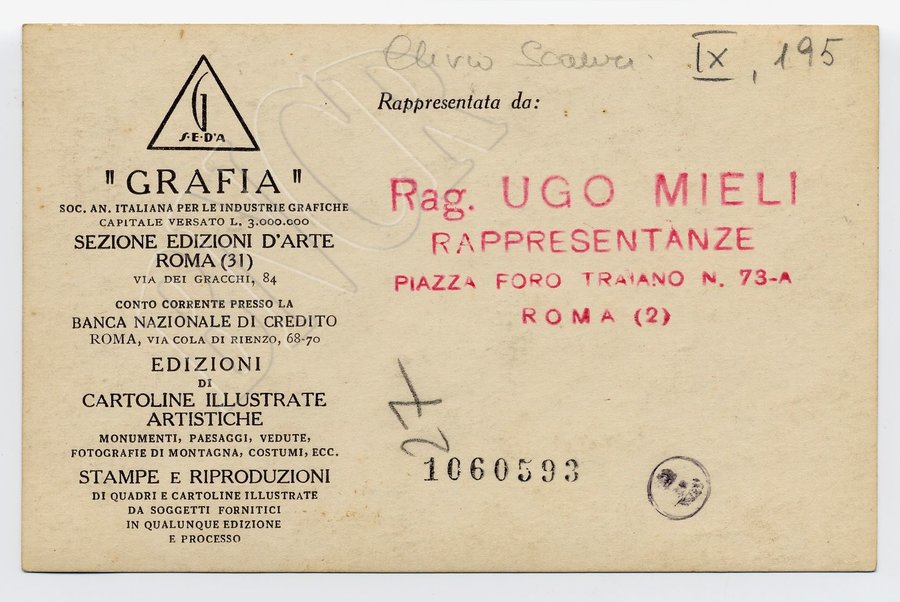 IX, 195
S·E·D'A
"GRAFIA"
SOC. AN. ITALIANA PER LE INDUSTRIE GRAFICHE
CAPITALE VERSATO L. 3.000.000
SEZIONE EDIZIONI D'ARTE
ROMA (31)
VIA DEI GRACCHI, 84
CONTO CORRENTE PRESSO LA
BANCA NAZIONALE DI CREDITO
ROMA, VIA COLA DI RIENZO, 68-70
EDIZIONI
DI
CARTOLINE ILLUSTRATE
ARTISTICHE
MONUMENTI, PAESAGGI, VEDUTE,
FOTOGRAFIE DI MONTAGNA, COSTUMI, ECC.
STAMPE E RIPRODUZIONI
DI QUADRI E CARTOLINE ILLUSTRATE
DA SOGGETTI FORNITICI
IN QUALUNQUE EDIZIONE
E PROCESSO
Rappresentata da:
Rag. UGO MIELI
RAPPRESENTANZE
PIAZZA FORO TRAIANO N. 73-A
ROMA (2)
27
1060593